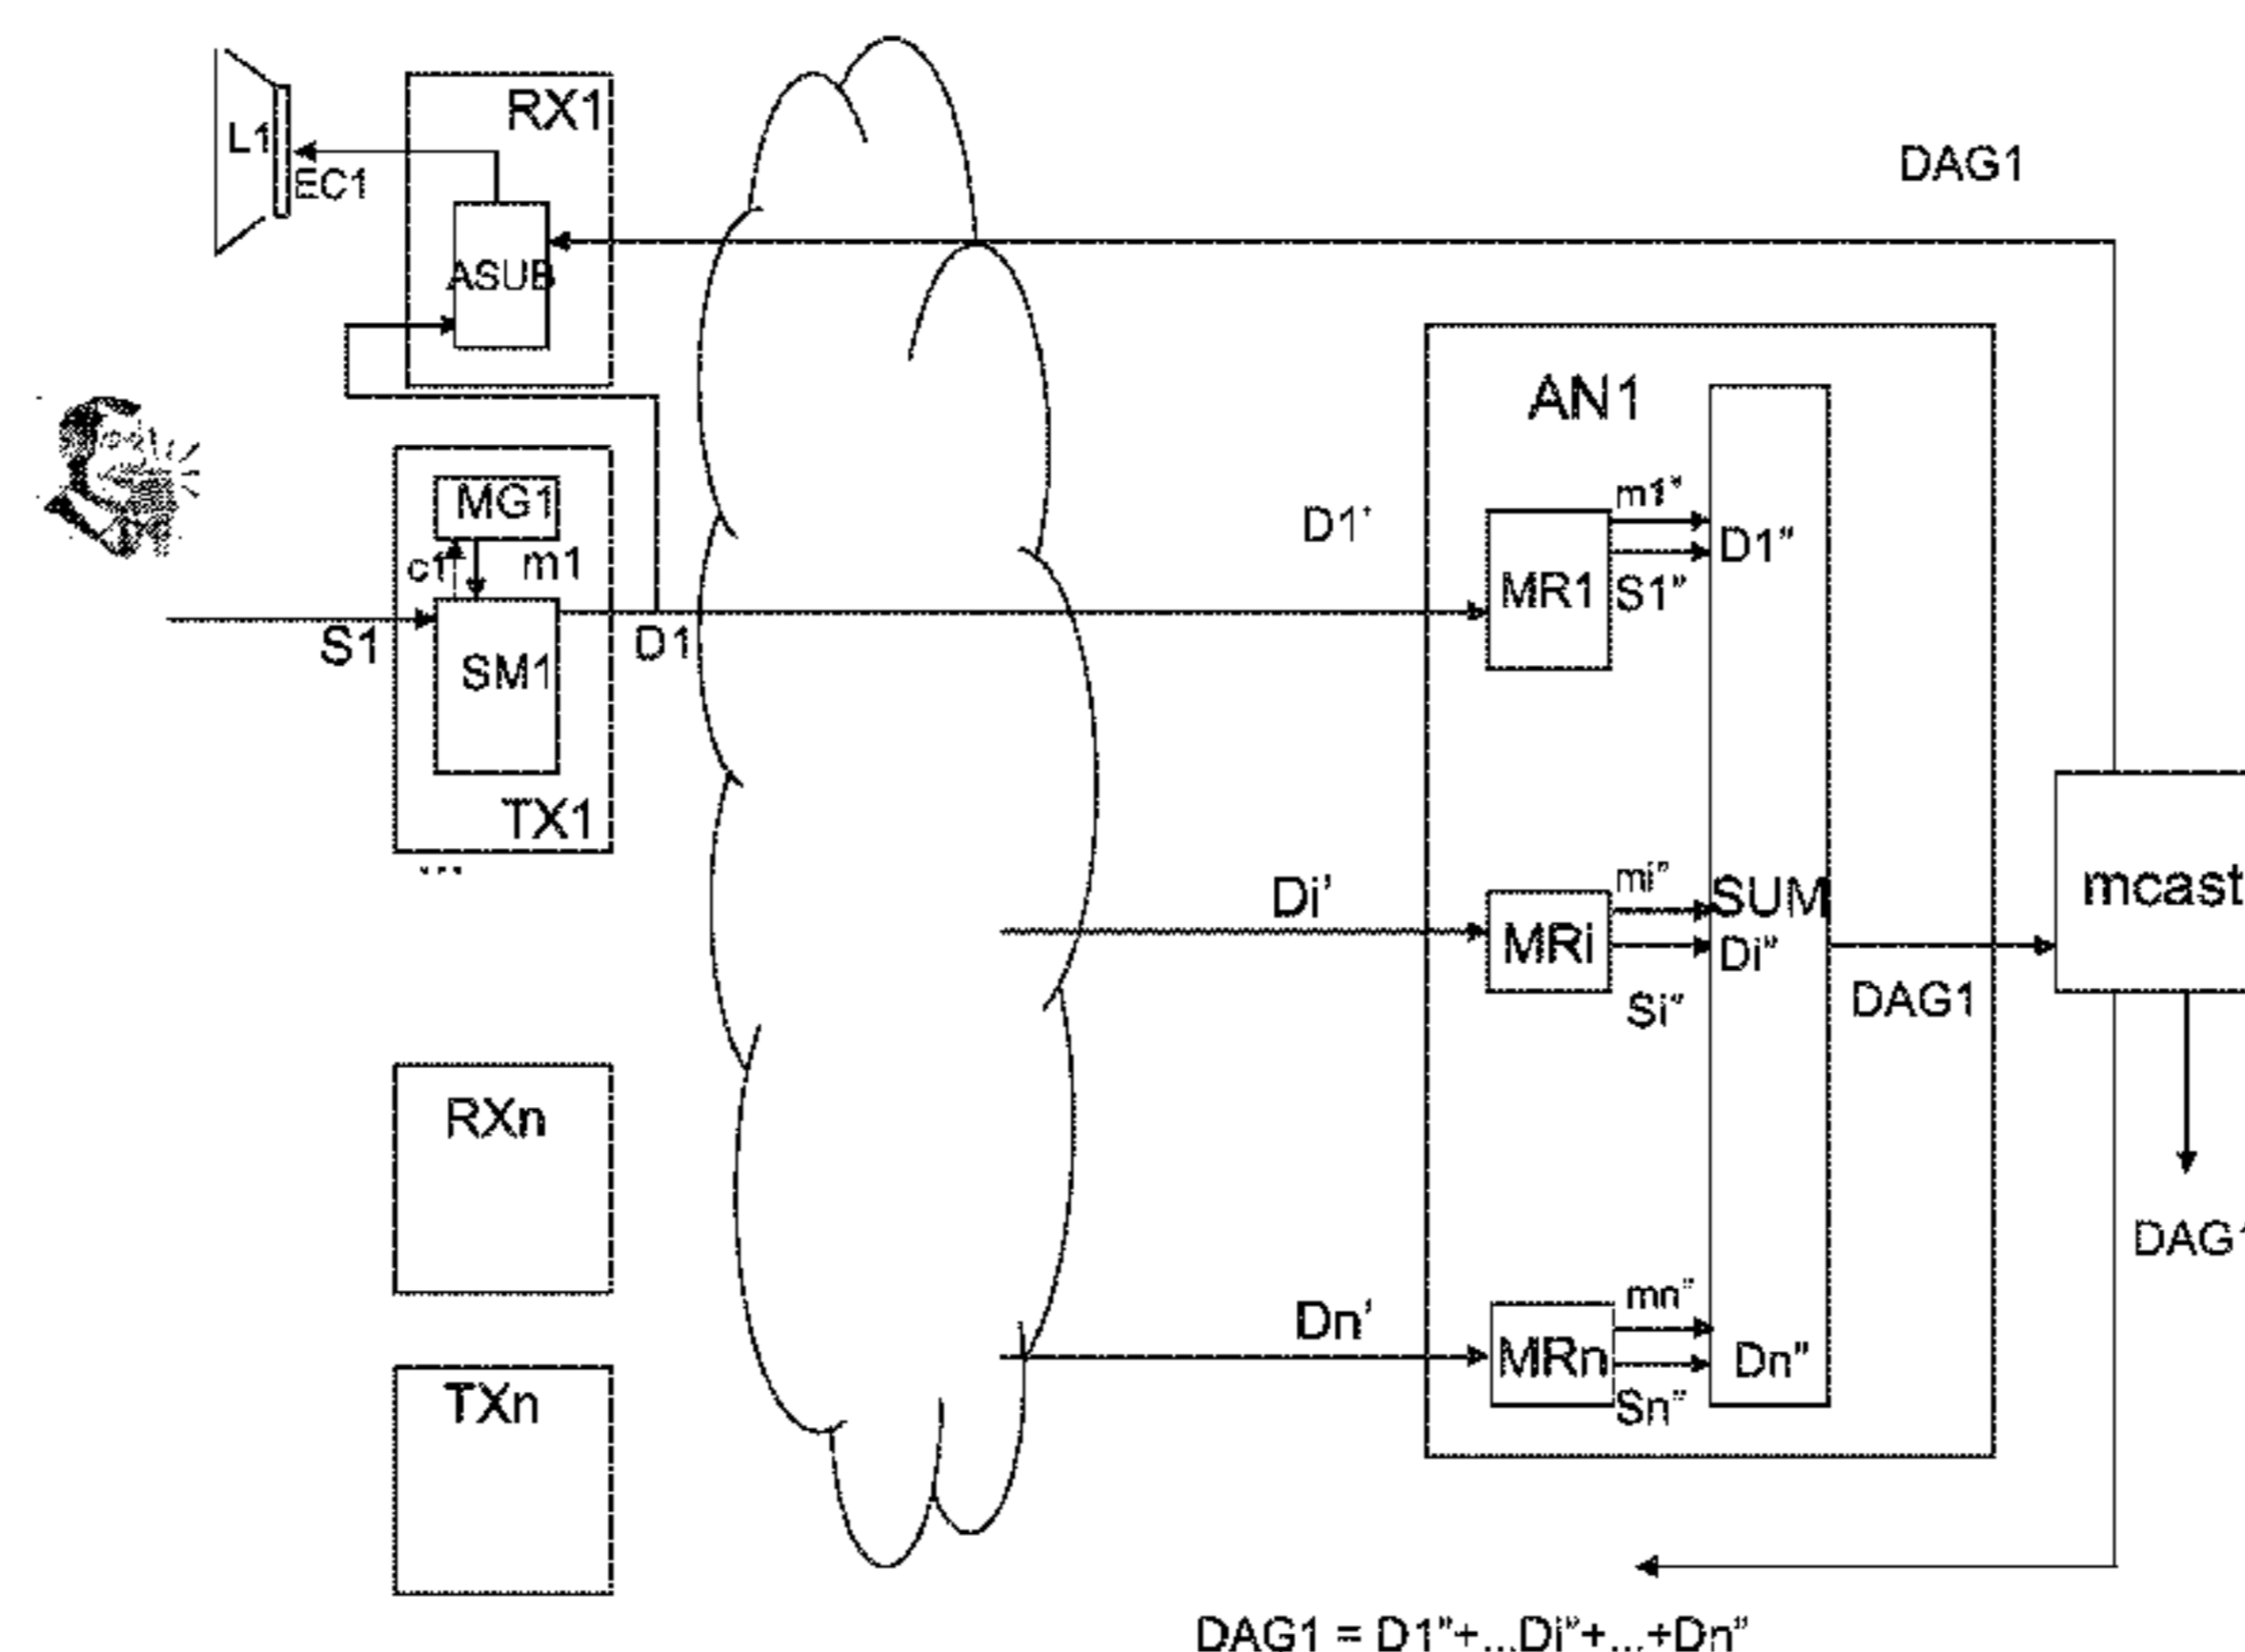 RX1
L1
EC1
DAG1
ASUB
AN1
MG1
m1"
D1'
D1"
c1
m1
MR1
S1"
S1
D1
SM1
TX1
...
mi"
Di'
SUM
mcast
MRi
Di"
Si"
DAG1
RXn
DAG1
mn"
Dn'
MRn
Dn"
TXn
Sn"
DAG1 = D1"+...Di"+...+Dn"